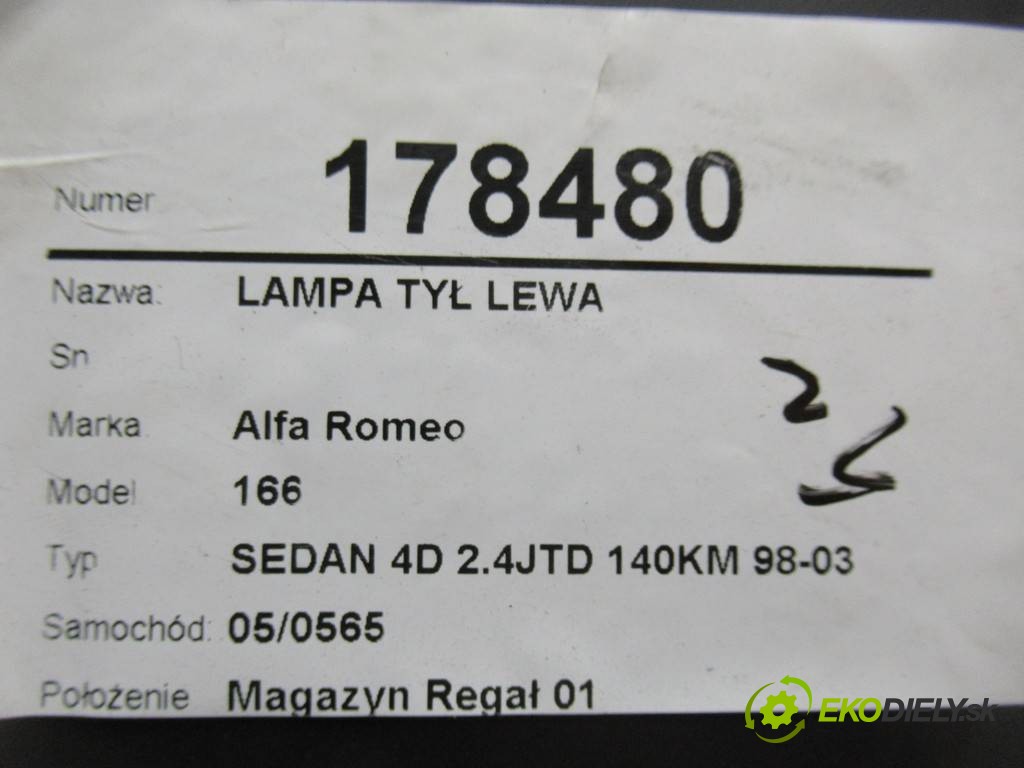 Numer 178480
Nazwa: LAMPA TYŁ LEWA
Sn
Marka Alfa Romeo
Model 166
Typ SEDAN 4D 2.4JTD 140KM 98-03
Samochód: 05/0565
Położenie Magazyn Regał 01
EKODIELY.sk